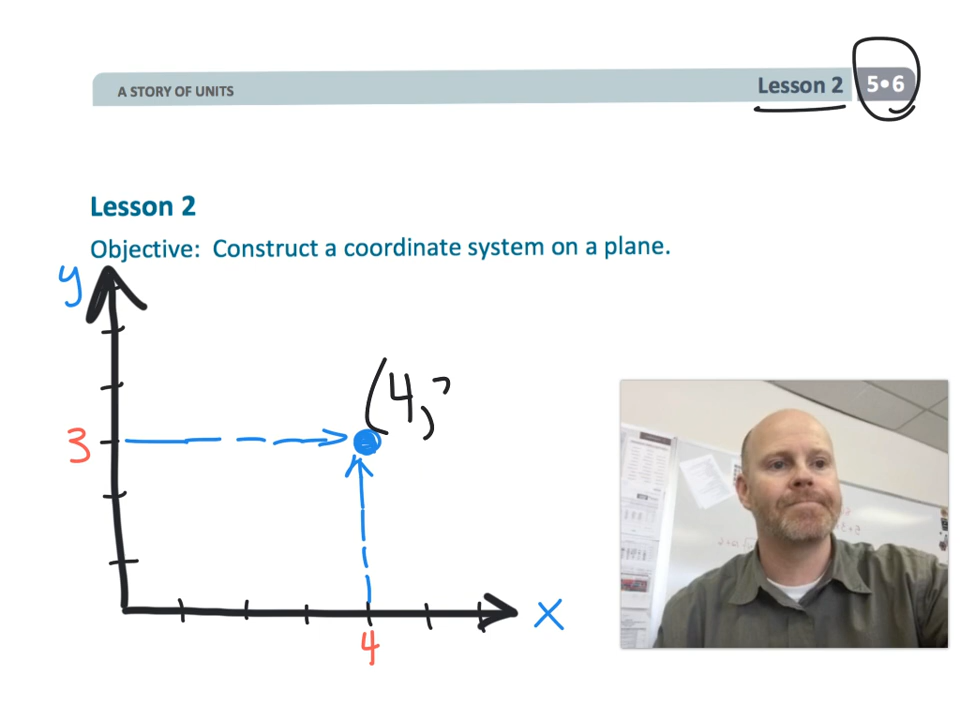 A STORY OF UNITS
Lesson 2 5•6
Lesson 2
Objective: Construct a coordinate system on a plane.
y
(4,
3
x
4